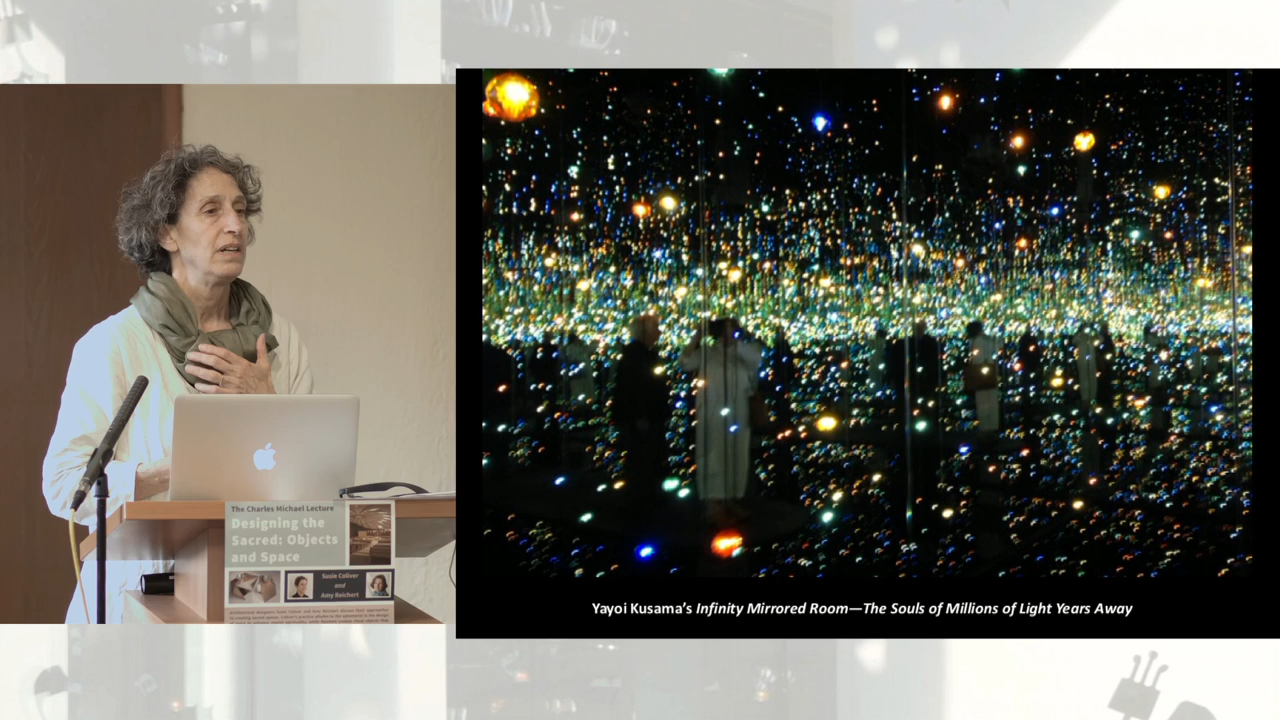 The Charles Michael Lecture
Designing the
Sacred: Objects
and Space
Susie Coliver
and
Amy Reichert
Yayoi Kusama's Infinity Mirrored Room—The Souls of Millions of Light Years Away